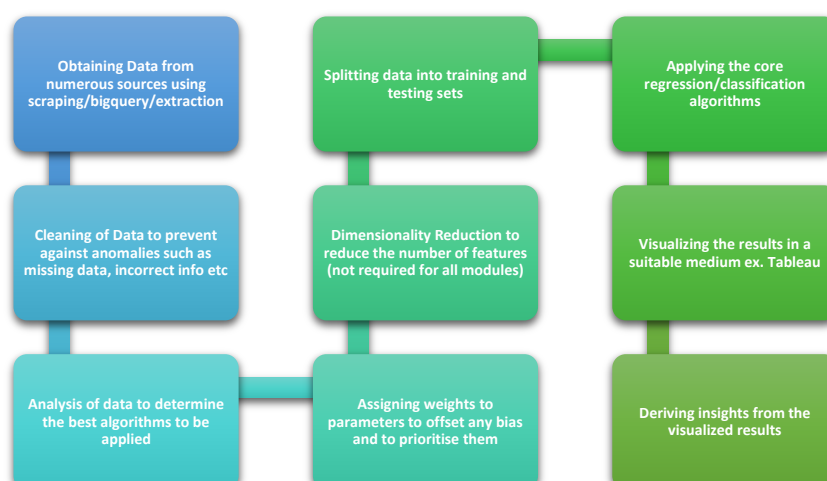 Obtaining Data from
numerous sources using
scraping/bigquery/extraction
Cleaning of Data to prevent
against anomalies such as
missing data, incorrect info etc
Analysis of data to determine
the best algorithms to be
applied
Assigning weights to
parameters to offset any bias
and to prioritise them
Dimensionality Reduction to
reduce the number of features
(not required for all modules)
Splitting data into training and
testing sets
Applying the core
regression/classification
algorithms
Visualizing the results in a
suitable medium ex. Tableau
Deriving insights from the
visualized results